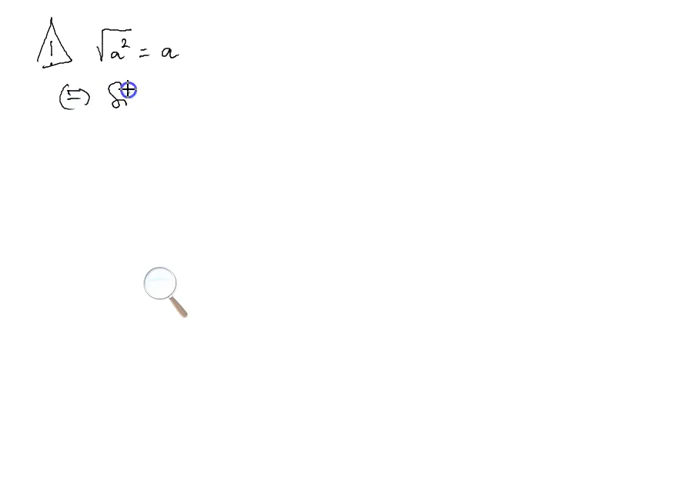 ! √a² = a
(=)